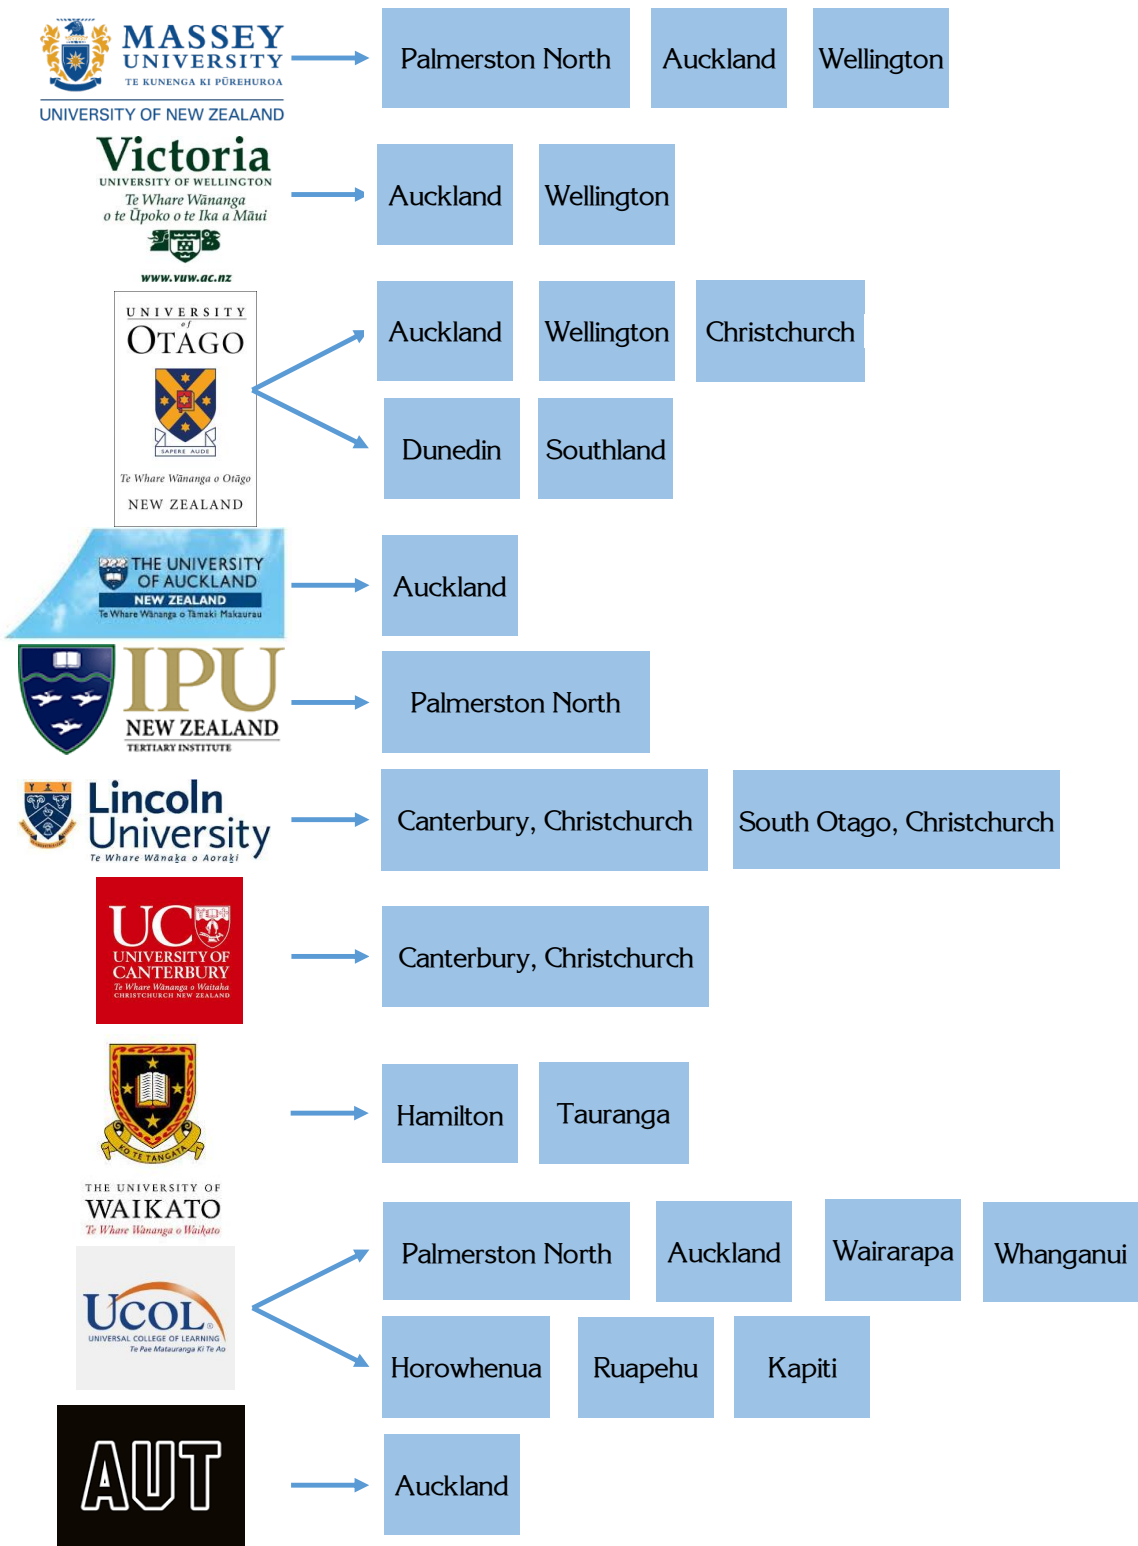 MASSEY
UNIVERSITY
TE KUNENGA KI PŪREHUROA
UNIVERSITY OF NEW ZEALAND
Palmerston North
Auckland
Wellington
Victoria
UNIVERSITY OF WELLINGTON
Te Whare Wānanga
o te Ūpoko o te Ika a Māui
www.vuw.ac.nz
Auckland
Wellington
UNIVERSITY
of
OTAGO
SAPERE AUDE
Te Whare Wānanga o Otāgo
NEW ZEALAND
Auckland
Wellington
Christchurch
Dunedin
Southland
THE UNIVERSITY
OF AUCKLAND
NEW ZEALAND
Te Whare Wānanga o Tāmaki Makaurau
Auckland
IPU
NEW ZEALAND
TERTIARY INSTITUTE
Palmerston North
Lincoln
University
Te Whare Wānaḵa o Aoraḵi
Canterbury, Christchurch
South Otago, Christchurch
UC
UNIVERSITY OF
CANTERBURY
Te Whare Wānanga o Waitaha
CHRISTCHURCH NEW ZEALAND
Canterbury, Christchurch
KO TE TANGATA
THE UNIVERSITY OF
WAIKATO
Te Whare Wānanga o Waikato
Hamilton
Tauranga
UCOL®
UNIVERSAL COLLEGE OF LEARNING
Te Pae Matauranga Ki Te Ao
Palmerston North
Auckland
Wairarapa
Whanganui
Horowhenua
Ruapehu
Kapiti
AUT
Auckland